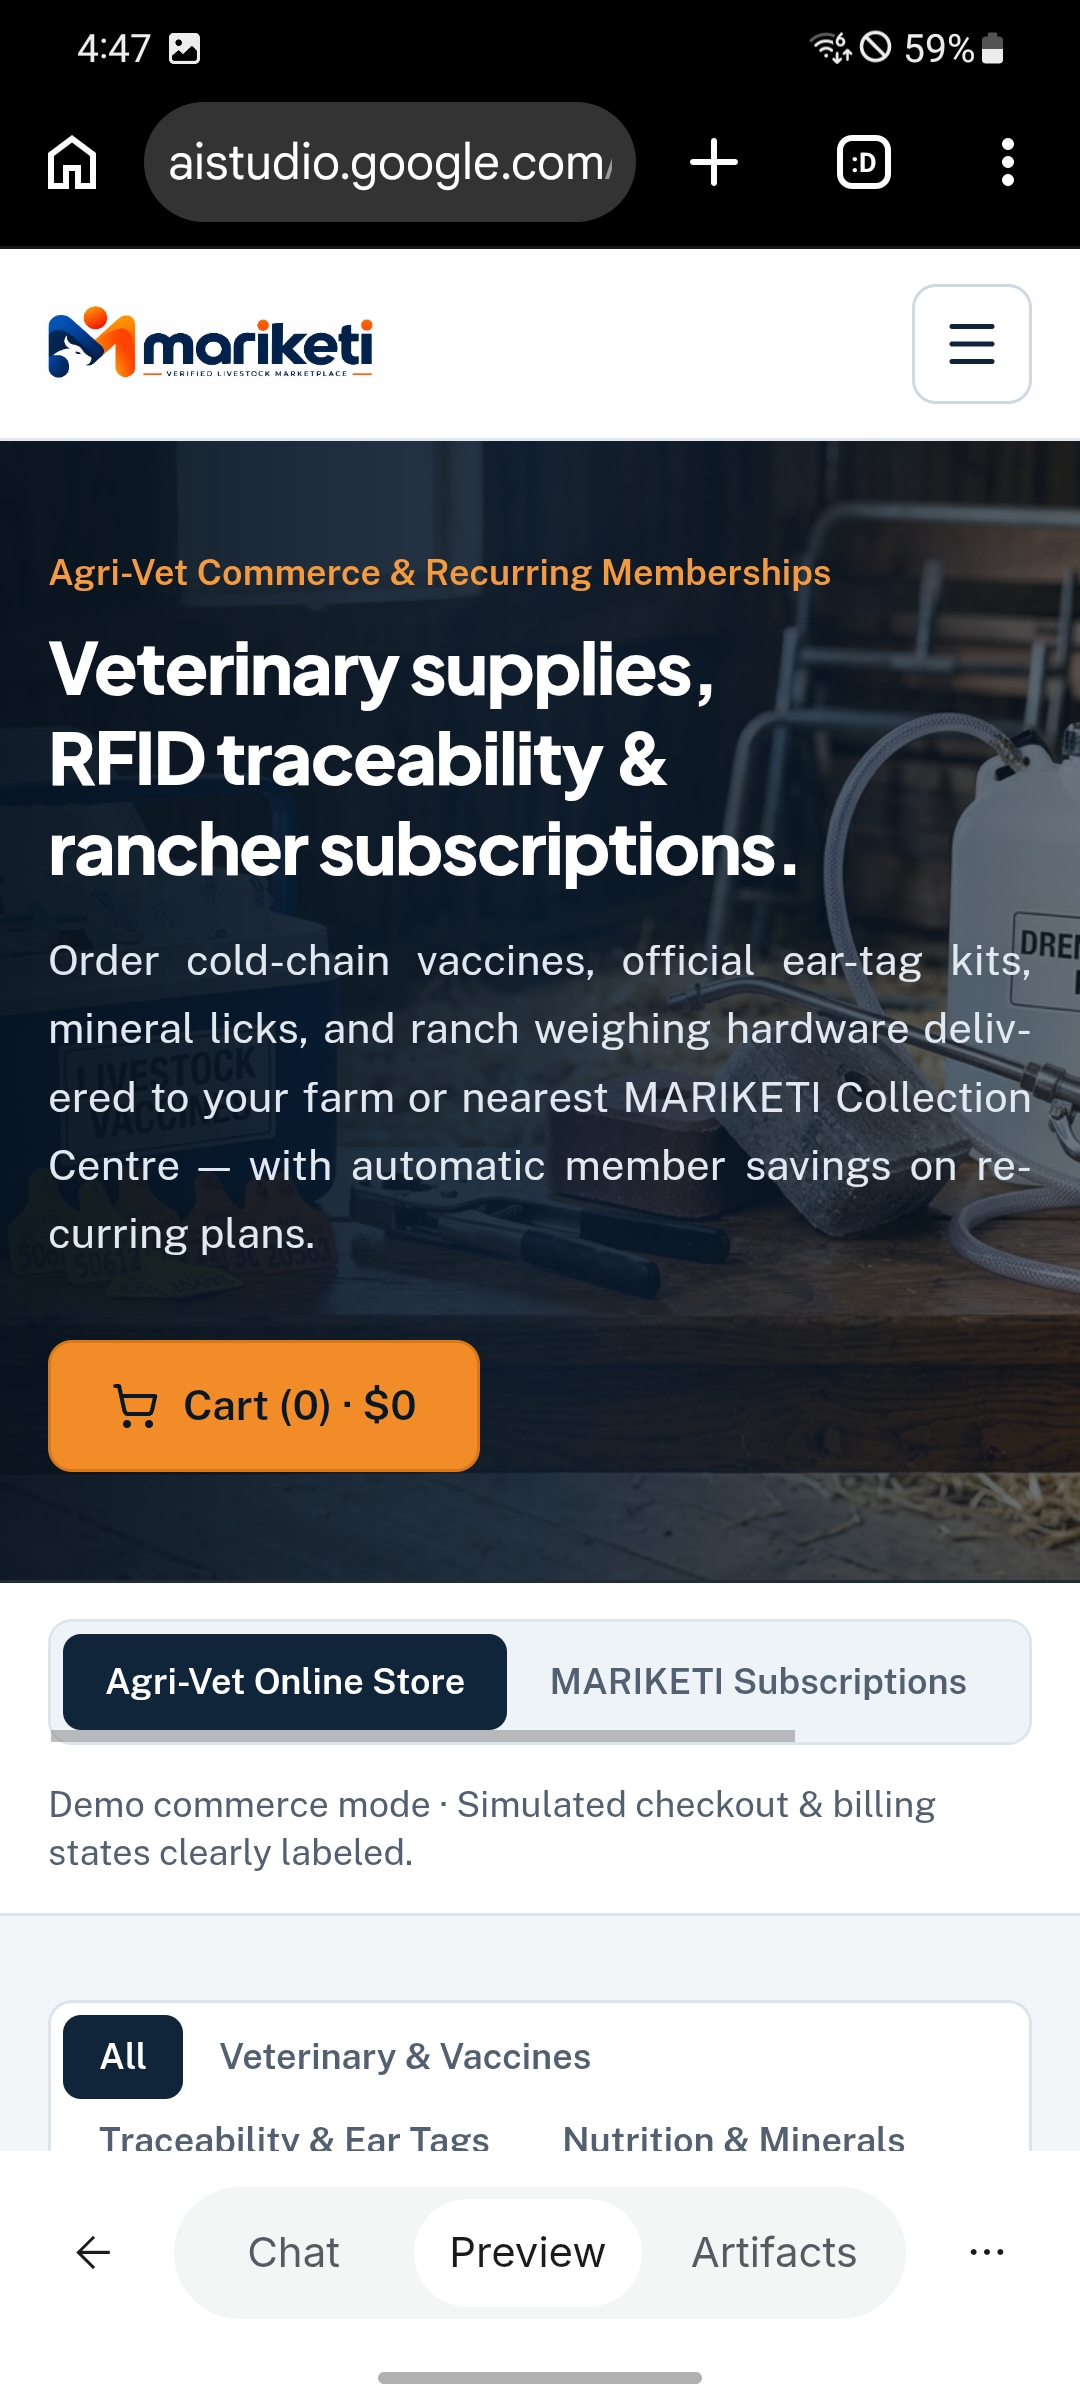 4:47
59%
aistudio.google.com/
:D
mariketi
VERIFIED LIVESTOCK MARKETPLACE
Agri-Vet Commerce & Recurring Memberships
Veterinary supplies,
RFID traceability &
rancher subscriptions.
Order cold-chain vaccines, official ear-tag kits,
mineral licks, and ranch weighing hardware deliv-
ered to your farm or nearest MARIKETI Collection
Centre — with automatic member savings on re-
curring plans.
LIVESTOCK
VACCINES
Cart (0) · $0
Agri-Vet Online Store
MARIKETI Subscriptions
Demo commerce mode · Simulated checkout & billing
states clearly labeled.
All
Veterinary & Vaccines
Traceability & Ear Tags
Nutrition & Minerals
Chat
Preview
Artifacts